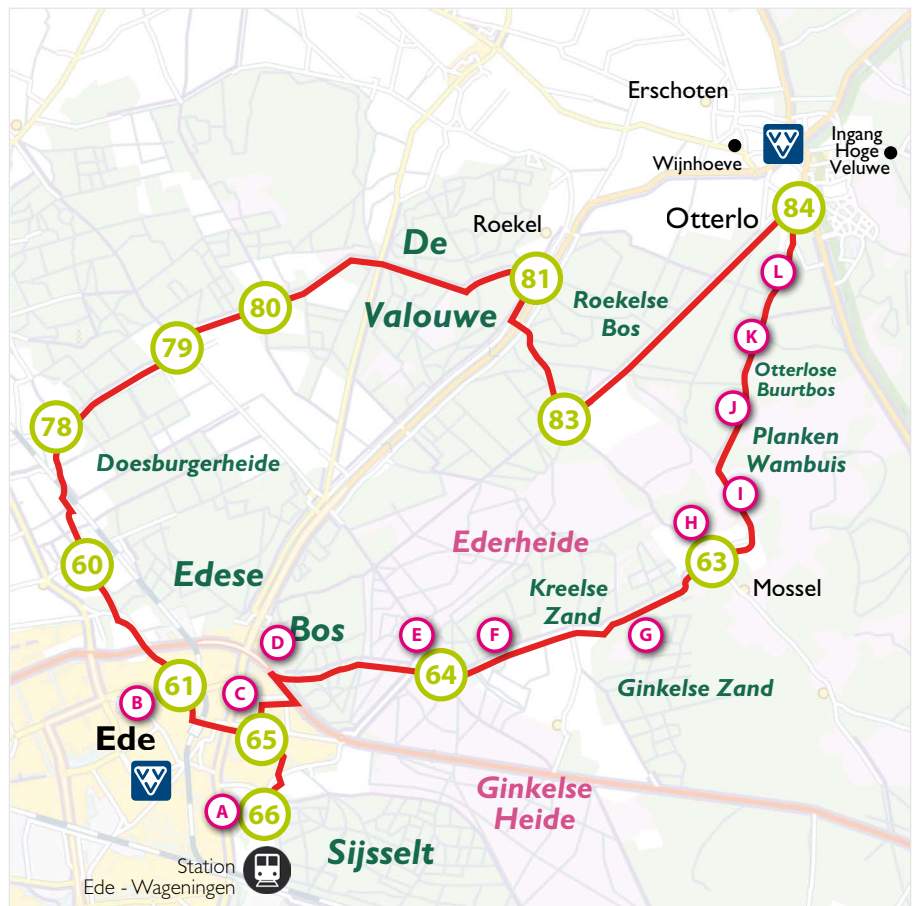 Erschoten
Wijnhoeve
VVV
Ingang
Hoge
Veluwe
84
Otterlo
Roekel
De
81
L
80
Valouwe
Roekelse
Bos
K
79
Otterlose
Buurtbos
J
78
83
Planken
Wambuis
Doesburgerheide
I
H
Ederheide
63
60
Edese
Kreelse
Zand
Mossel
Bos
D
E
F
G
64
61
C
B
Ginkelse Zand
Ede
65
VVV
Ginkelse
Heide
A
66
Sijsselt
Station
Ede - Wageningen